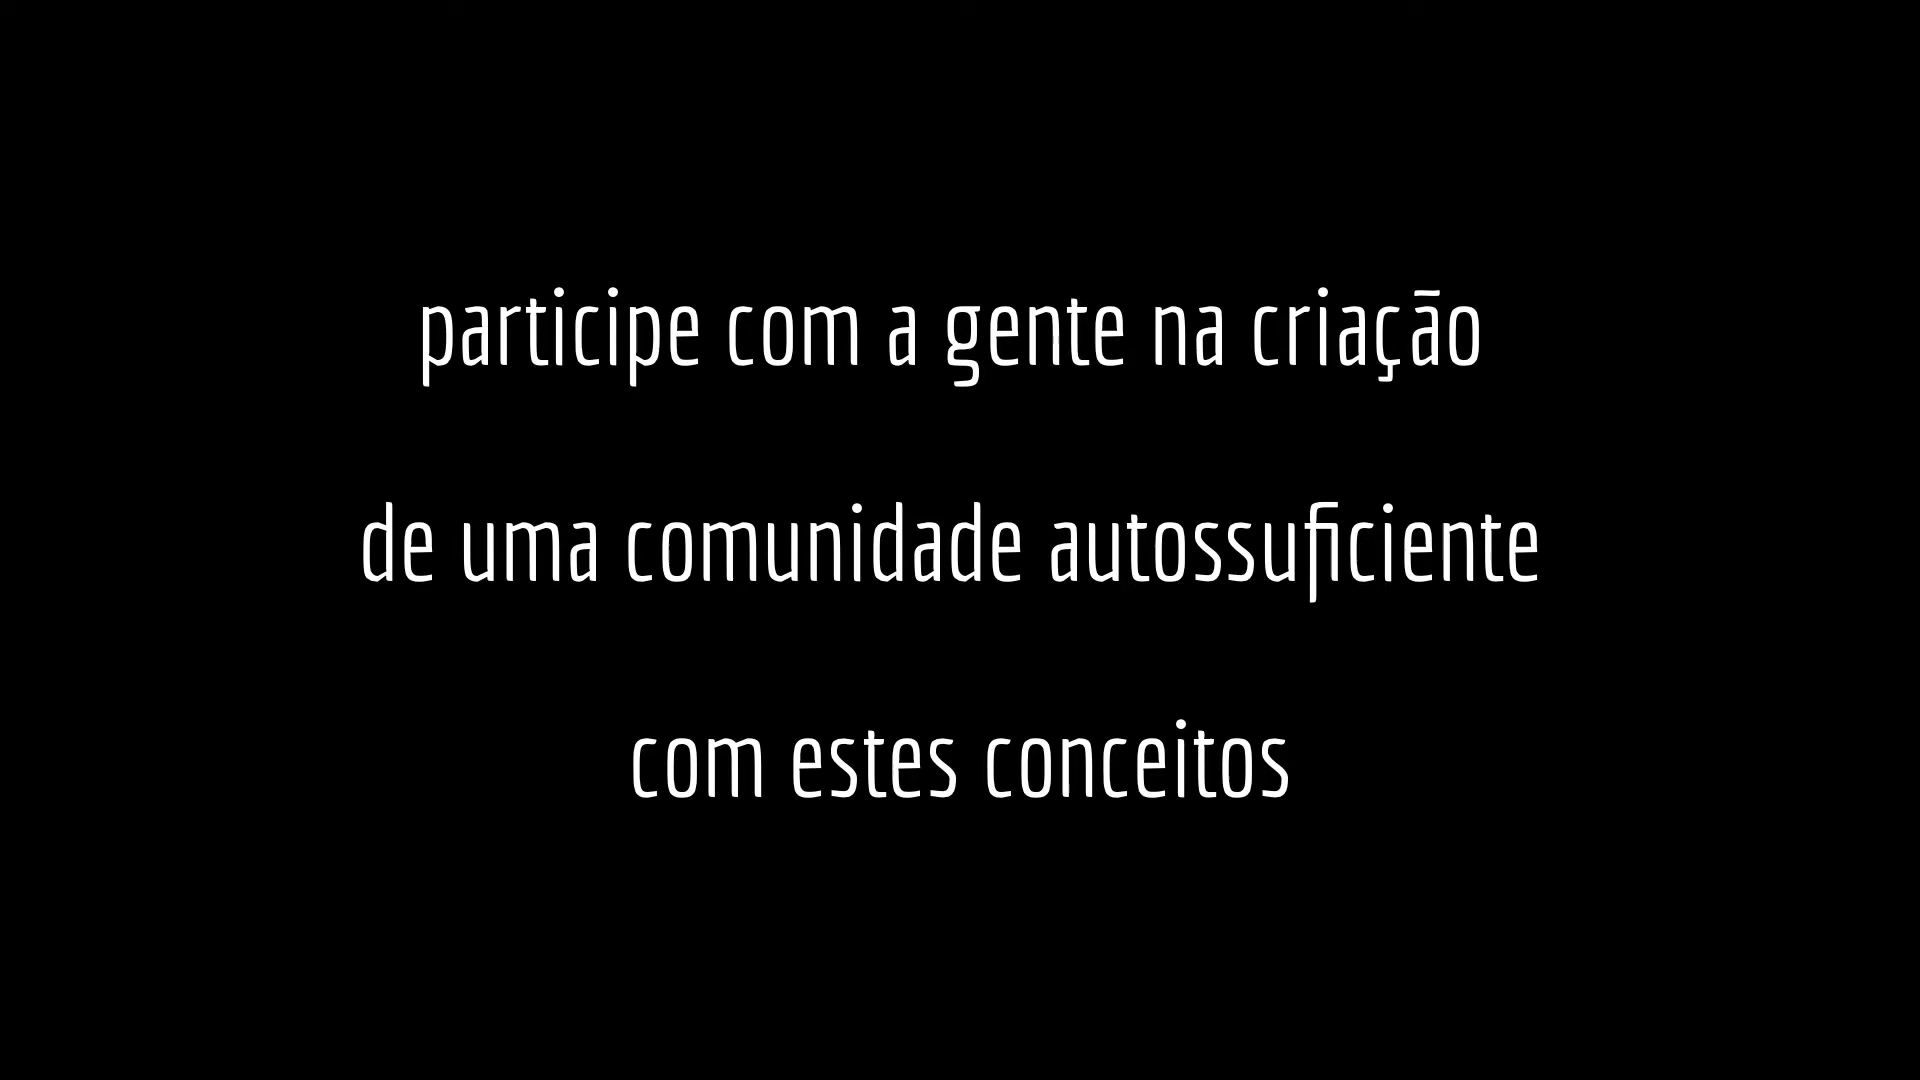 participe com a gente na criação
de uma comunidade autossuficiente
com estes conceitos